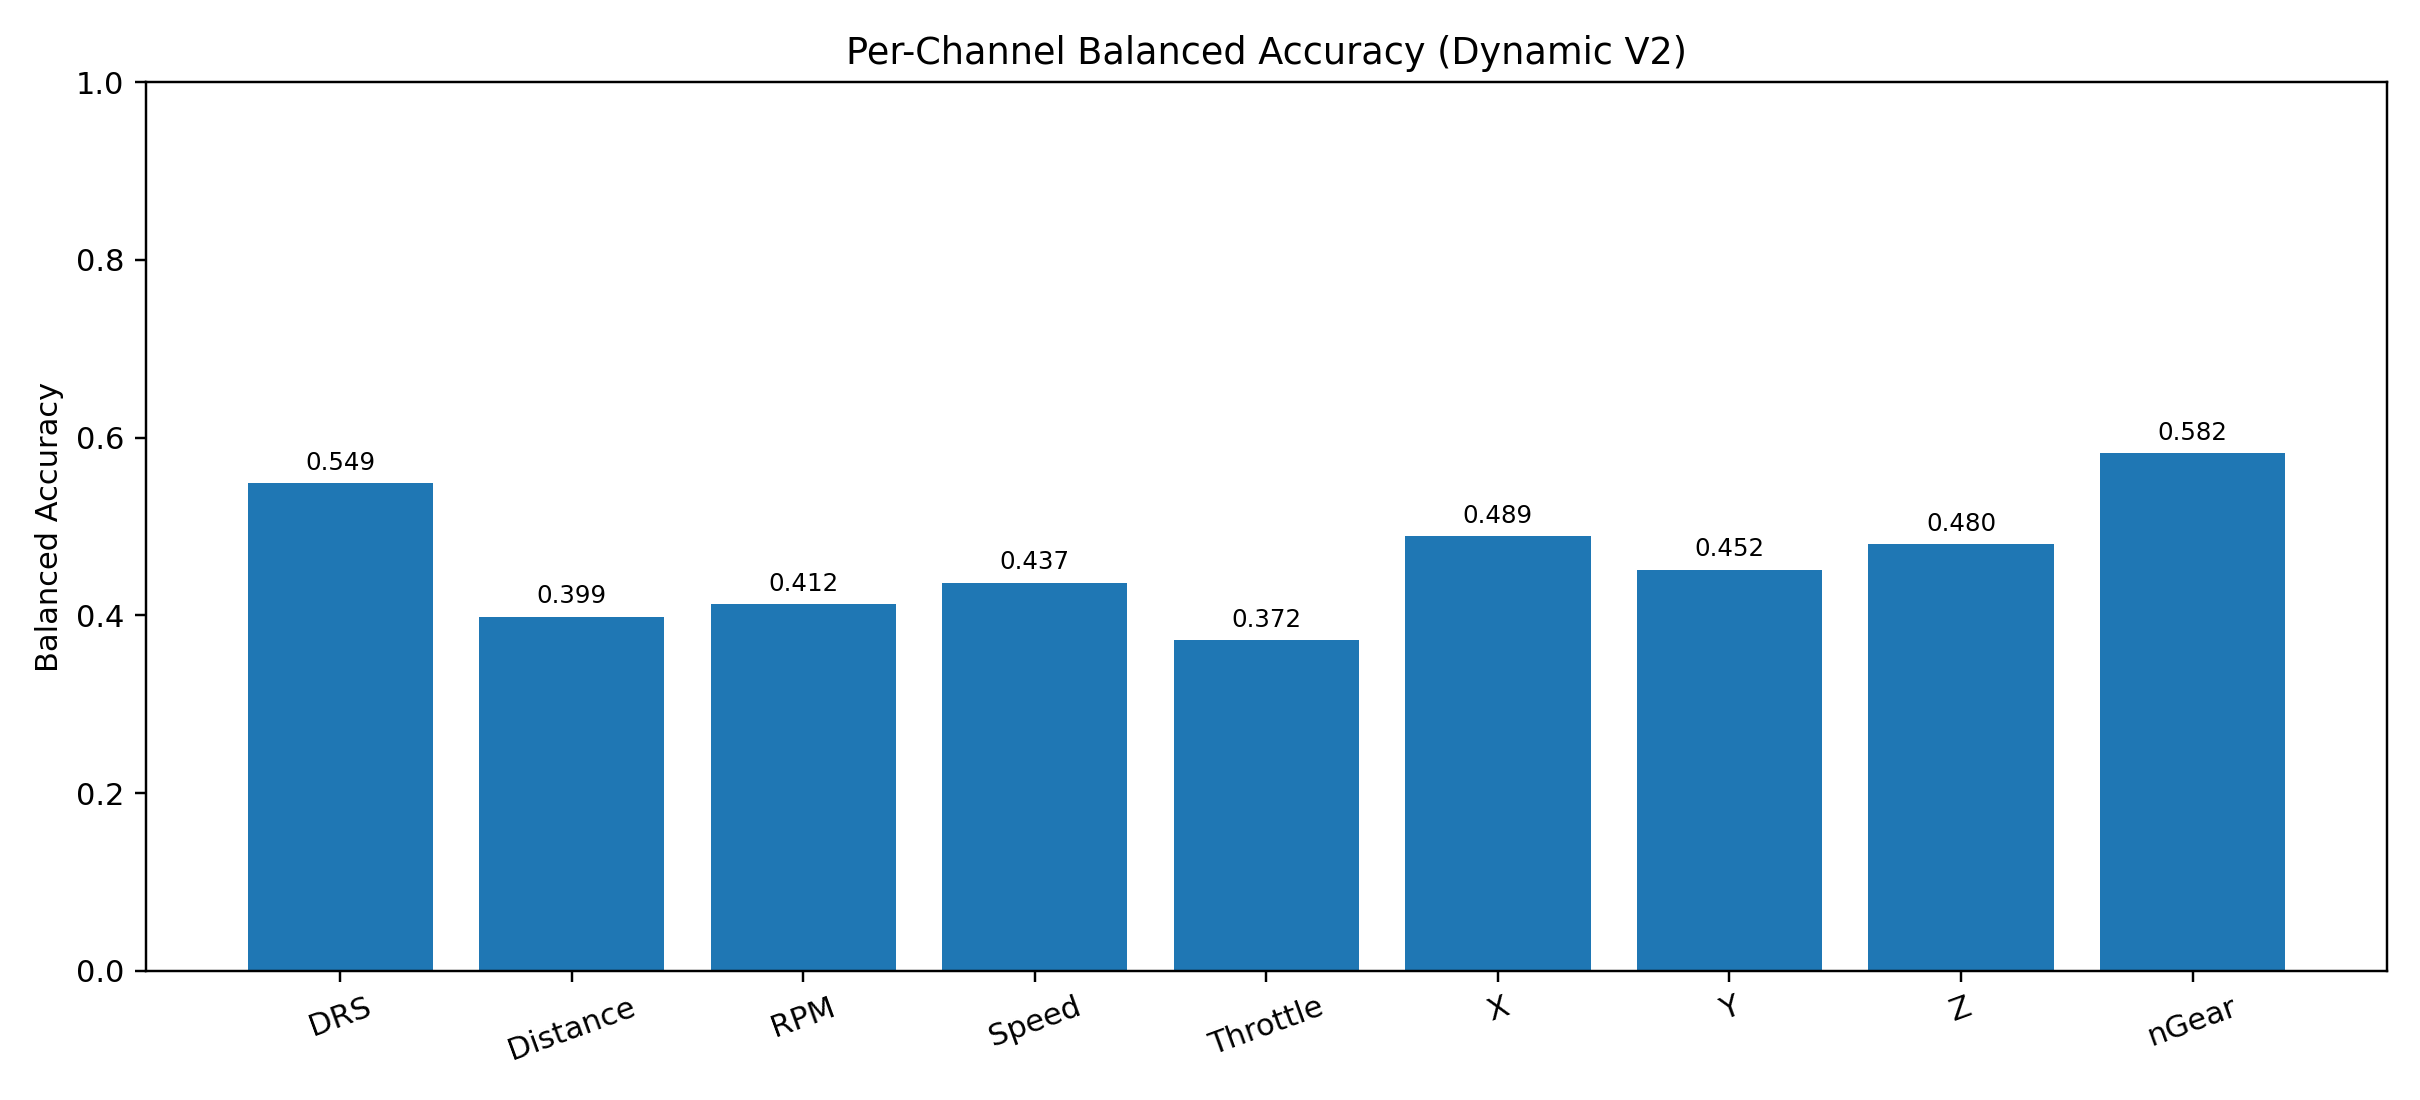 Per-Channel Balanced Accuracy (Dynamic V2)
Balanced Accuracy
1.0
0.8
0.6
0.4
0.2
0.0
0.549
0.399
0.412
0.437
0.372
0.489
0.452
0.480
0.582
DRS
Distance
RPM
Speed
Throttle
X
Y
Z
nGear